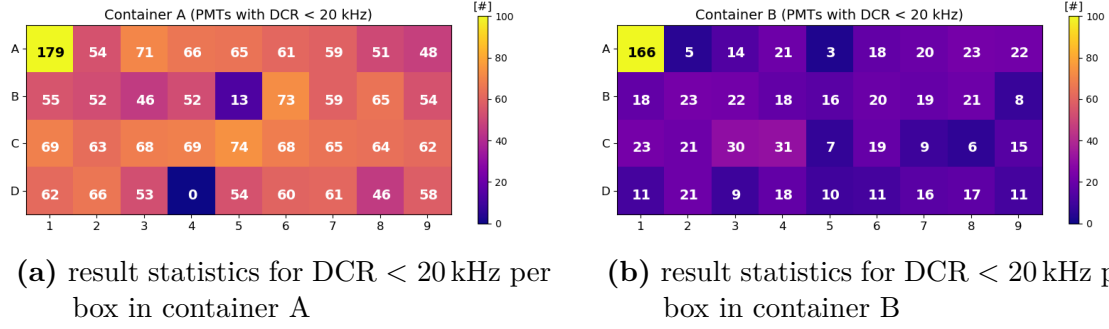 Container A (PMTs with DCR < 20 kHz)
[#]
A 179 54 71 66 65 61 59 51 48
B 55 52 46 52 13 73 59 65 54
C 69 63 68 69 74 68 65 64 62
D 62 66 53 0 54 60 61 46 58
1 2 3 4 5 6 7 8 9
100
80
60
40
20
0
(a) result statistics for DCR < 20 kHz per
box in container A
Container B (PMTs with DCR < 20 kHz)
[#]
A 166 5 14 21 3 18 20 23 22
B 18 23 22 18 16 20 19 21 8
C 23 21 30 31 7 19 9 6 15
D 11 21 9 18 10 11 16 17 11
1 2 3 4 5 6 7 8 9
100
80
60
40
20
0
(b) result statistics for DCR < 20 kHz p
box in container B